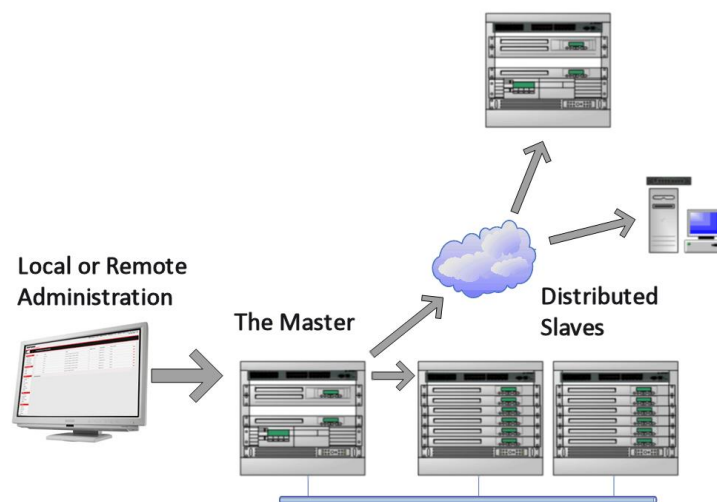 Local or Remote
Administration
The Master
Distributed
Slaves